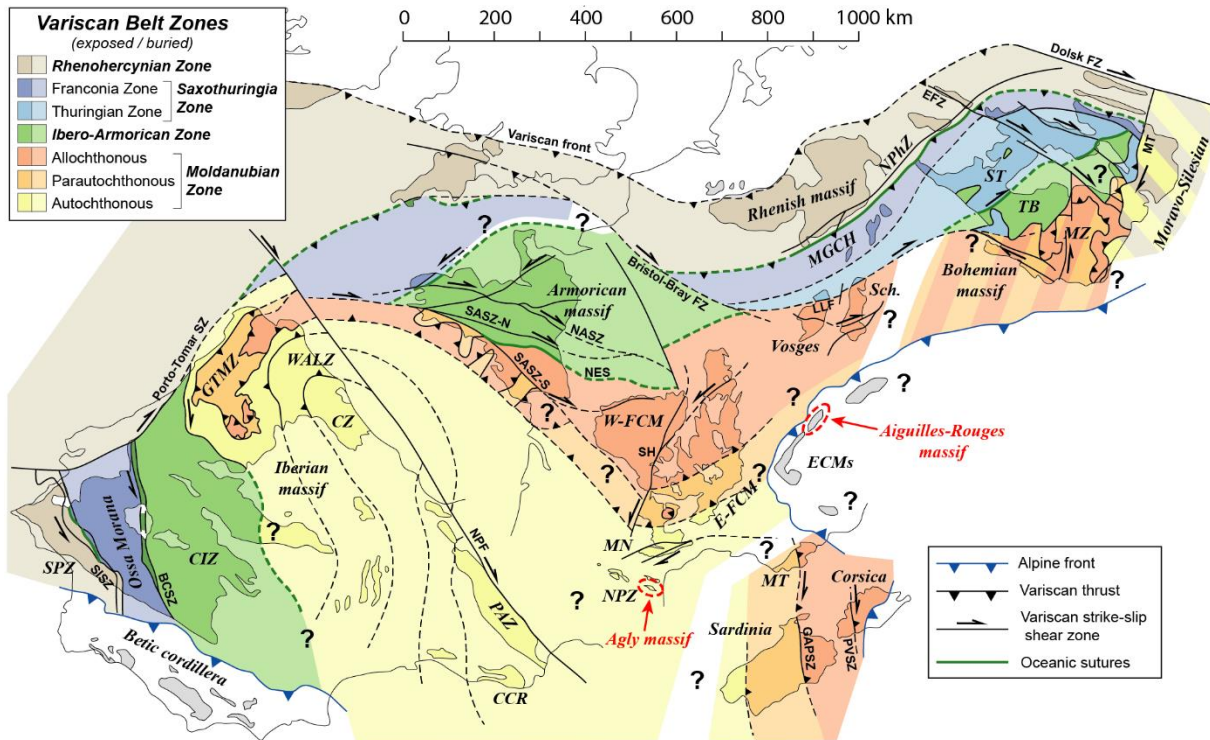 0 200 400 600 800 1000 km
Variscan Belt Zones
(exposed / buried)
Rhenohercynian Zone
Franconia Zone
Thuringian Zone
Saxothuringia
Zone
Ibero-Armorican Zone
Allochthonous
Parautochthonous
Autochthonous
Moldanubian
Zone
Dolsk FZ
Variscan front
EFZ
NPhZ
MT
ST
Rhenish massif
?
TB
Moravo-Silesian
? ?
MGCH
MZ
?
Bristol-Bray FZ
Bohemian
massif
?
Armorican
massif
SASZ-N
NASZ
LLF
Sch.
?
Vosges
Porto-Tomar SZ
WALZ
GTMZ
SASZ-S
NES
?
?
?
CZ
W-FCM
Aiguilles-Rouges
massif
SH
ECMs
Iberian
massif
?
?
E-FCM
?
Ossa Morana
NPF
MN
?
SPZ
SISZ
BCSZ
CIZ
?
MT
Corsica
Alpine front
Variscan thrust
Variscan strike-slip
shear zone
Oceanic sutures
PAZ
?
NPZ
Agly massif
Sardinia
GAPSZ
PVSZ
Betic cordillera
?
?
CCR